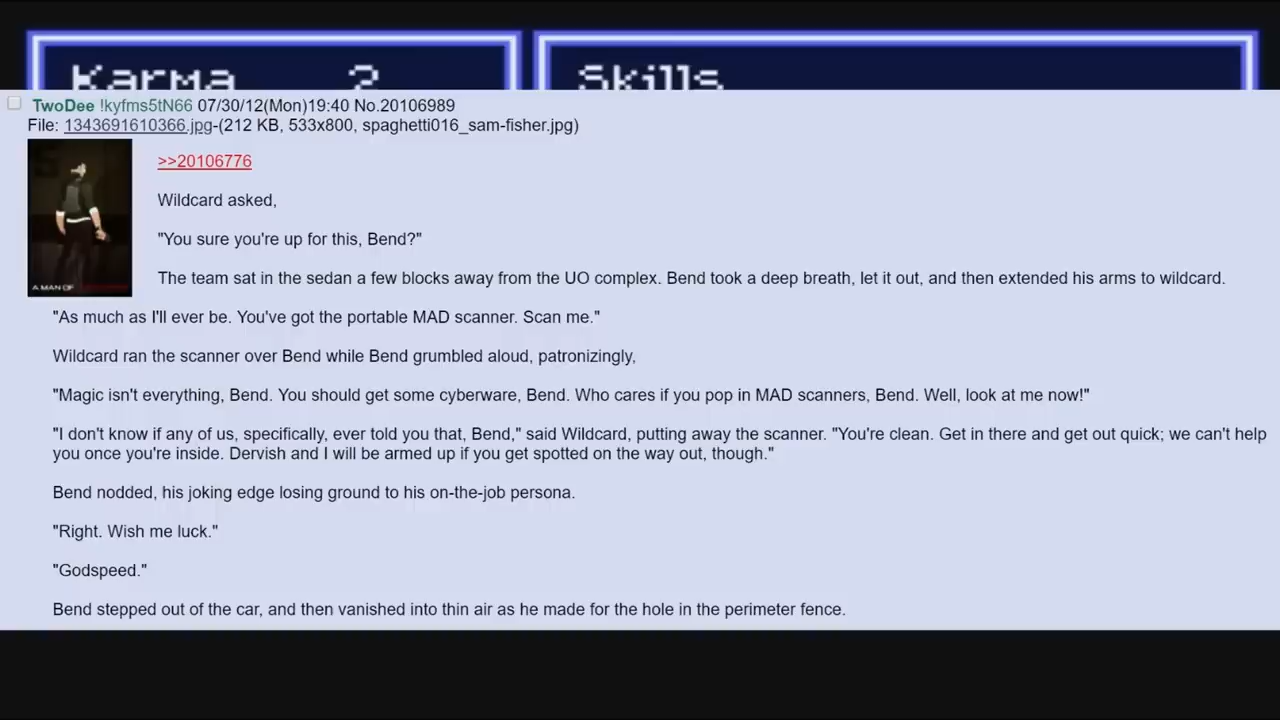 Karma 2 Skills
TwoDee !kyfms5tN66 07/30/12(Mon)19:40 No.20106989
File: 1343691610366.jpg-(212 KB, 533x800, spaghetti016_sam-fisher.jpg)
>>20106776
Wildcard asked,
"You sure you're up for this, Bend?"
The team sat in the sedan a few blocks away from the UO complex. Bend took a deep breath, let it out, and then extended his arms to wildcard.
A MAN OF
"As much as I'll ever be. You've got the portable MAD scanner. Scan me."
Wildcard ran the scanner over Bend while Bend grumbled aloud, patronizingly,
"Magic isn't everything, Bend. You should get some cyberware, Bend. Who cares if you pop in MAD scanners, Bend. Well, look at me now!"
"I don't know if any of us, specifically, ever told you that, Bend," said Wildcard, putting away the scanner. "You're clean. Get in there and get out quick; we can't help
you once you're inside. Dervish and I will be armed up if you get spotted on the way out, though."
Bend nodded, his joking edge losing ground to his on-the-job persona.
"Right. Wish me luck."
"Godspeed."
Bend stepped out of the car, and then vanished into thin air as he made for the hole in the perimeter fence.